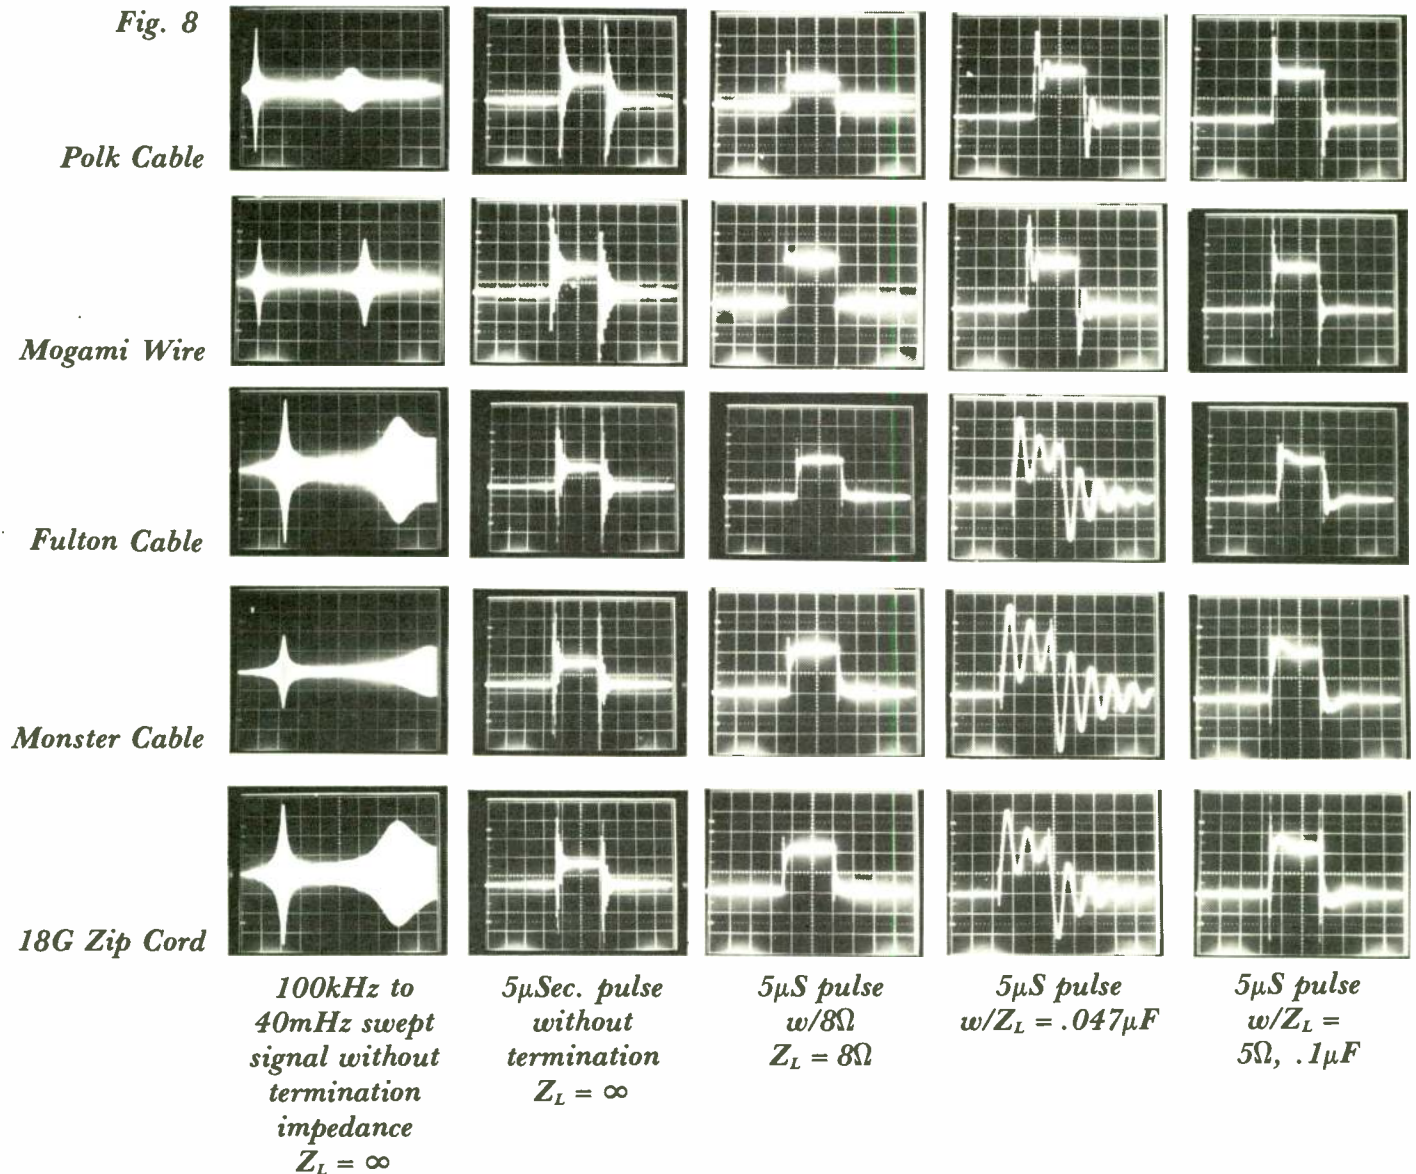 Fig. 8
Polk Cable
Mogami Wire
Fulton Cable
Monster Cable
18G Zip Cord
100kHz to
40mHz swept
signal without
termination
impedance
Z_L = ∞
5μSec. pulse
without
termination
Z_L = ∞
5μS pulse
w/8Ω
Z_L = 8Ω
5μS pulse
w/Z_L = .047μF
5μS pulse
w/Z_L =
5Ω, .1μF